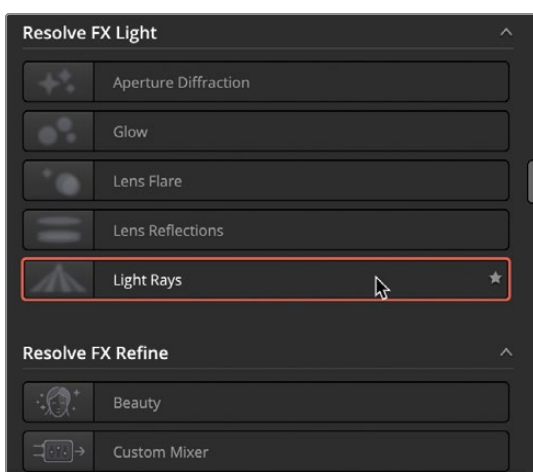 Resolve FX Light
Aperture Diffraction
Glow
Lens Flare
Lens Reflections
Light Rays
Resolve FX Refine
Beauty
Custom Mixer